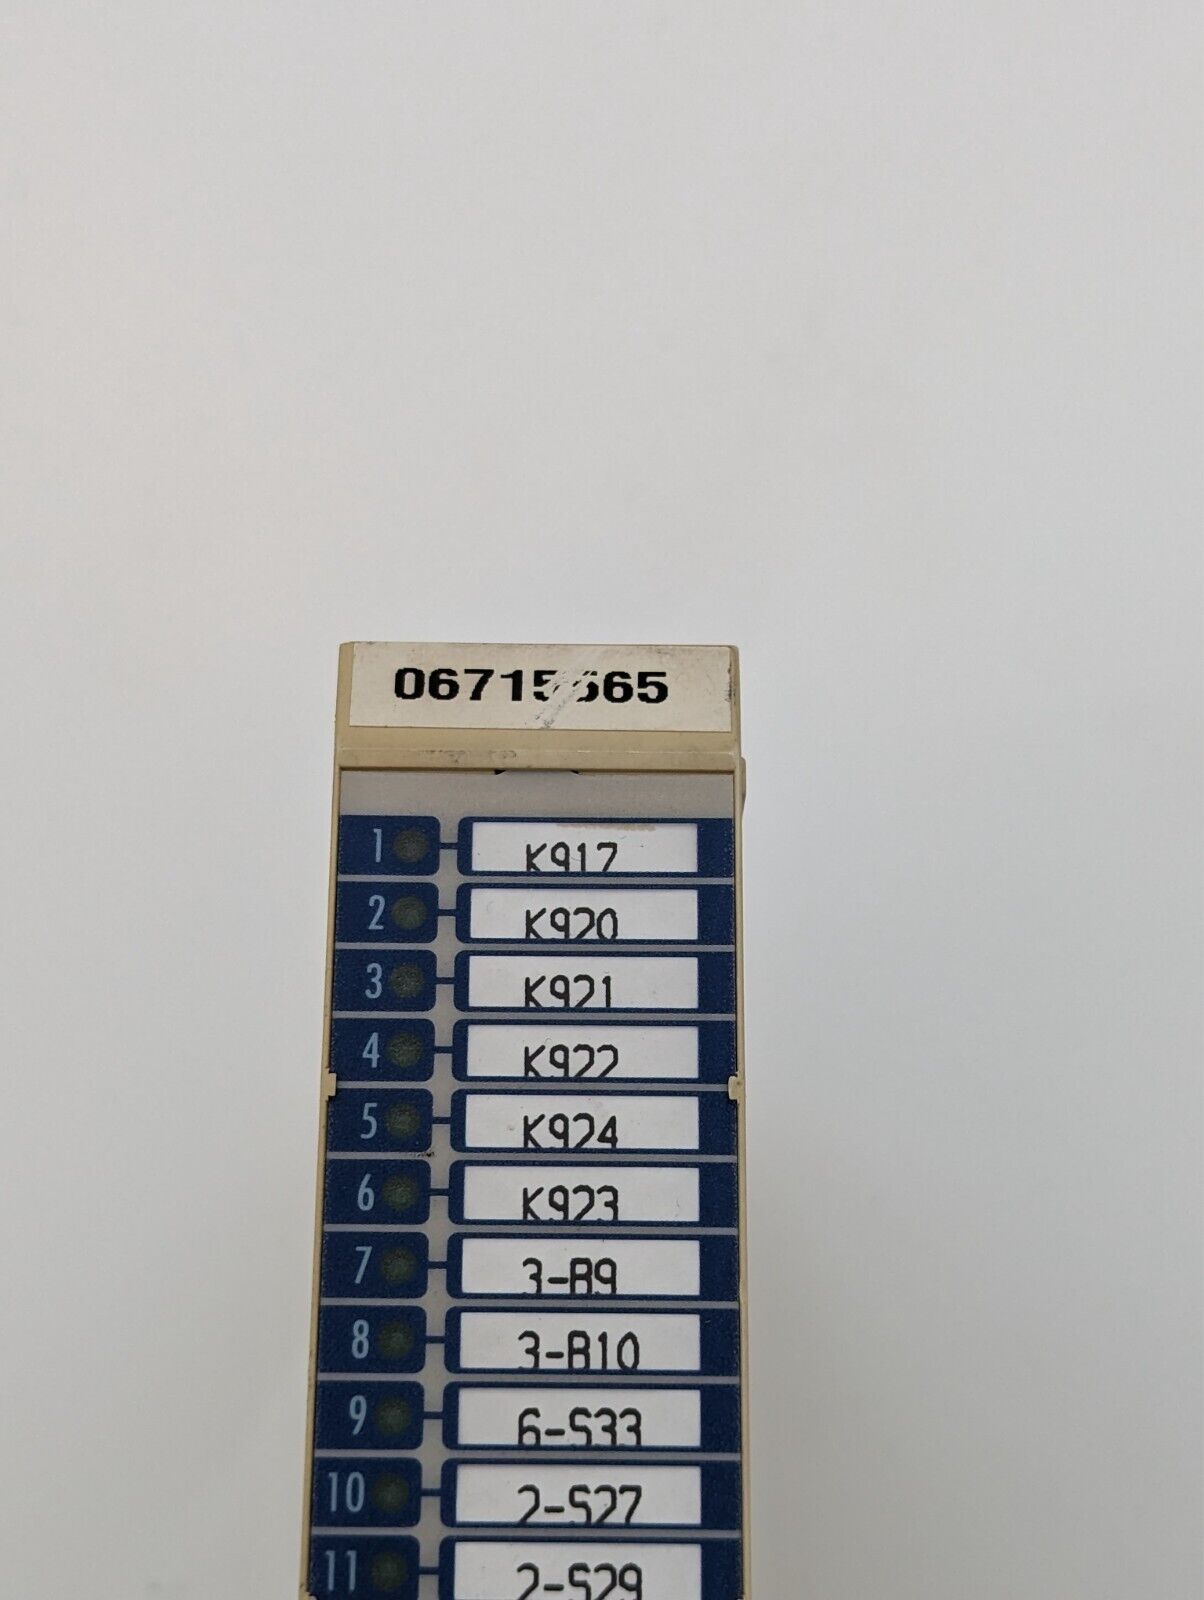 1 K917
2 K920
3 K921
4 K922
5 K924
6 K923
7 3-B9
8 3-B10
9 6-S33
10 2-S27
11 2-S29